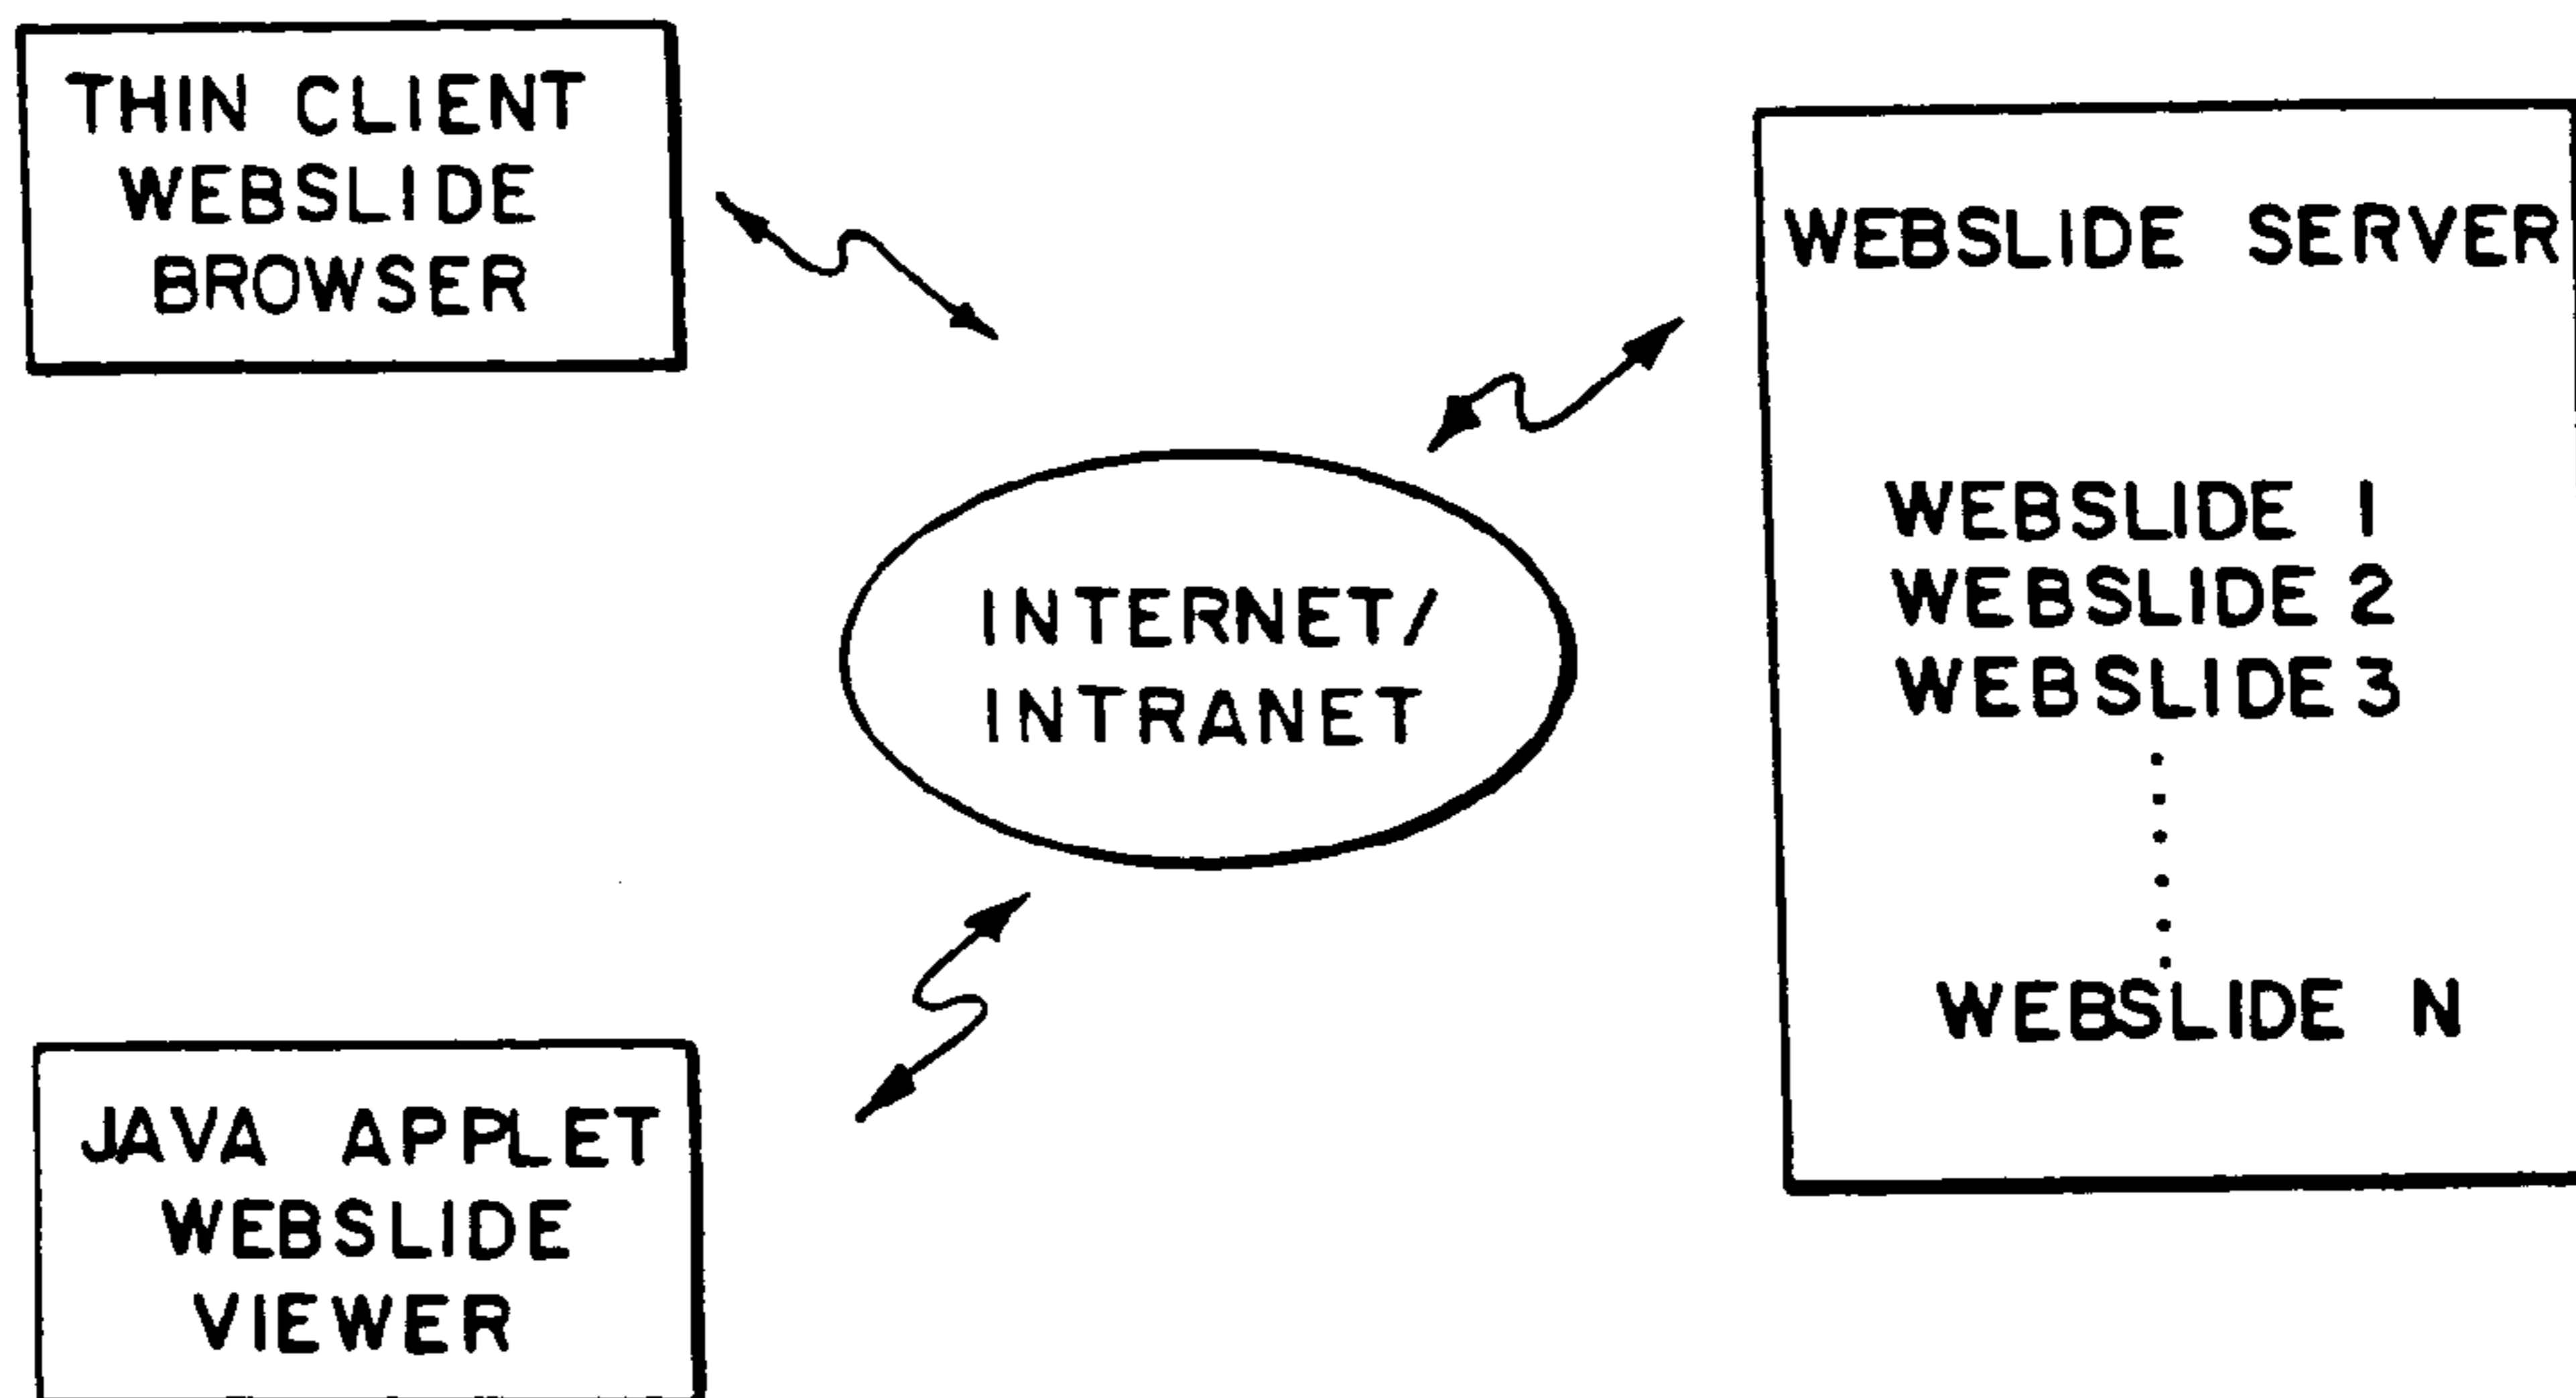 THIN CLIENT
WEBSLIDE
BROWSER
WEBSLIDE SERVER
WEBSLIDE 1
WEBSLIDE 2
WEBSLIDE 3
WEBSLIDE N
INTERNET/
INTRANET
JAVA APPLET
WEBSLIDE
VIEWER